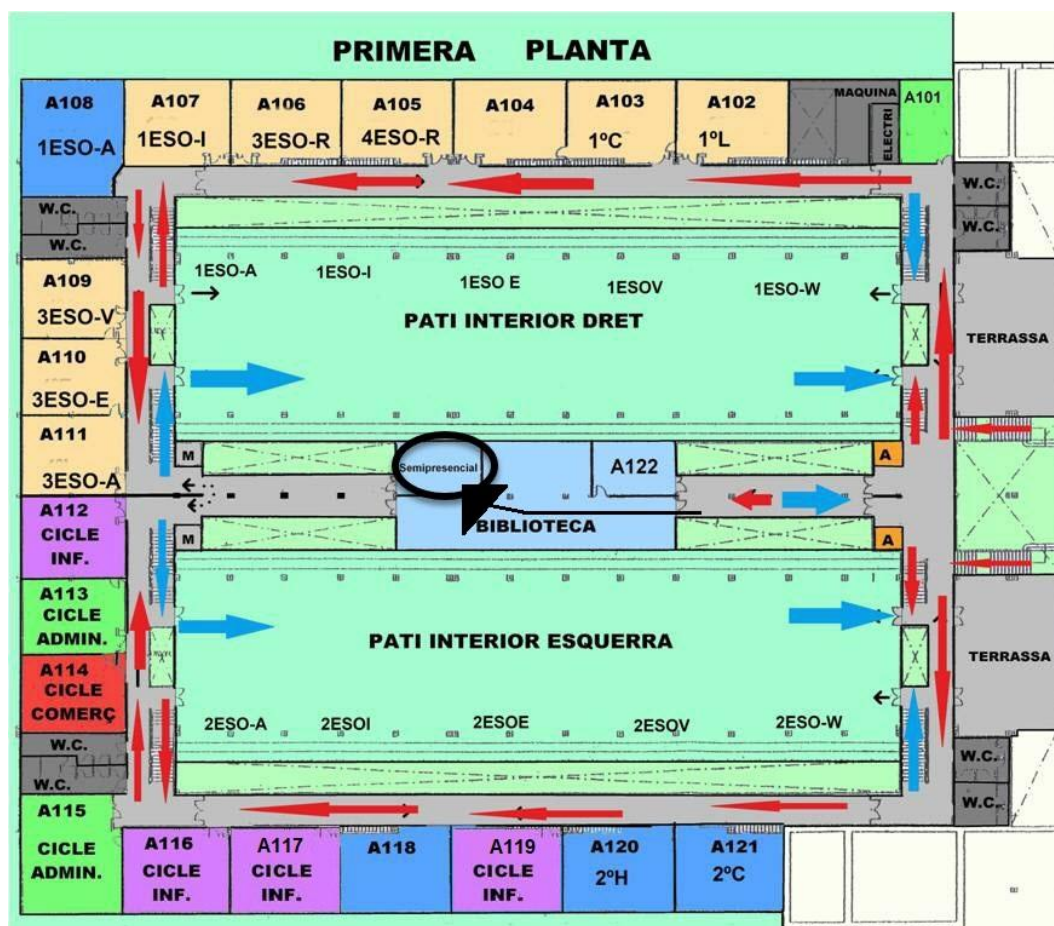 PRIMERA PLANTA
A108
1ESO-A
A107
1ESO-I
A106
3ESO-R
A105
4ESO-R
A104
A103
1ºC
A102
1ºL
MAQUINA
ELECTRI
A101
W.C.
W.C.
W.C.
W.C.
A109
3ESO-V
1ESO-A
1ESO-I
1ESO E
1ESOV
1ESO-W
PATI INTERIOR DRET
TERRASSA
A110
3ESO-E
A111
3ESO-A
M
Semipresencial
A122
A
A112
CICLE
INF.
BIBLIOTECA
M
A
A113
CICLE
ADMIN.
PATI INTERIOR ESQUERRA
TERRASSA
A114
CICLE
COMERÇ
2ESO-A
2ESOI
2ESOE
2ESOV
2ESO-W
W.C.
W.C.
W.C.
W.C.
A115
CICLE
ADMIN.
A116
CICLE
INF.
A117
CICLE
INF.
A118
A119
CICLE
INF.
A120
2ºH
A121
2ºC